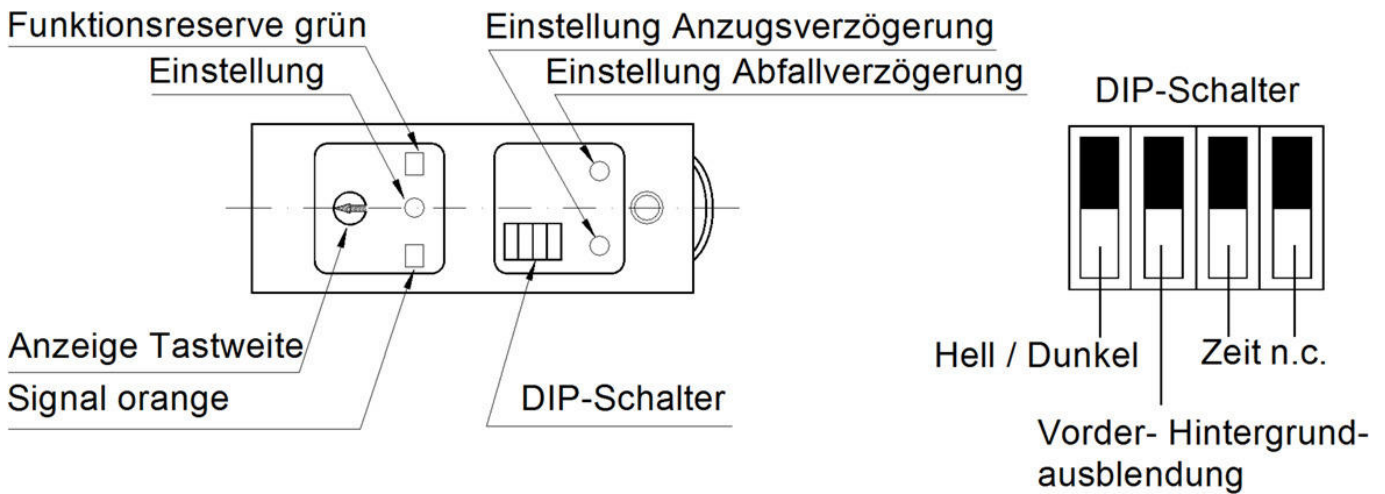 Funktionsreserve grün
Einstellung
Einstellung Anzugsverzögerung
Einstellung Abfallverzögerung
Anzeige Tastweite
Signal orange
DIP-Schalter
DIP-Schalter
Hell / Dunkel
Zeit n.c.
Vorder- Hintergrund-
ausblendung